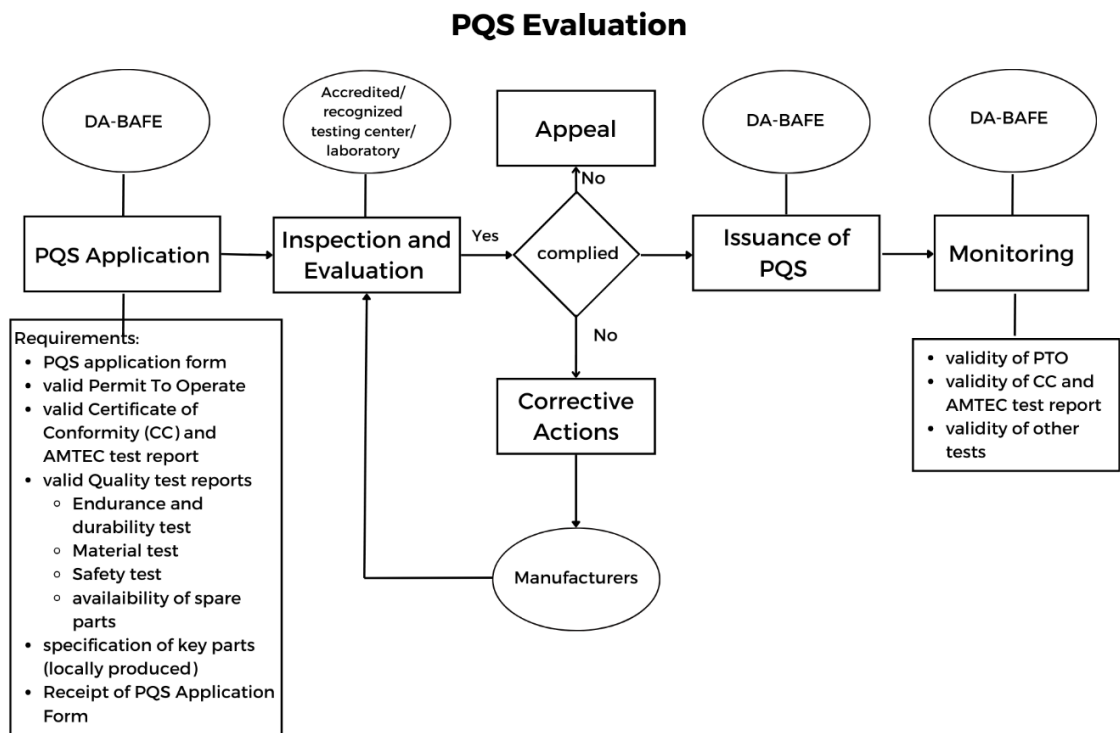 PQS Evaluation
DA-BAFE
Accredited/
recognized
testing center/
laboratory
Appeal
DA-BAFE
DA-BAFE
No
PQS Application
Inspection and
Evaluation
Yes
complied
Issuance of
PQS
Monitoring
No
Requirements:
• PQS application form
• valid Permit To Operate
• valid Certificate of
Conformity (CC) and
AMTEC test report
• valid Quality test reports
○ Endurance and
durability test
○ Material test
○ Safety test
○ availaibility of spare
parts
• specification of key parts
(locally produced)
• Receipt of PQS Application
Form
Corrective
Actions
Manufacturers
• validity of PTO
• validity of CC and
AMTEC test report
• validity of other
tests